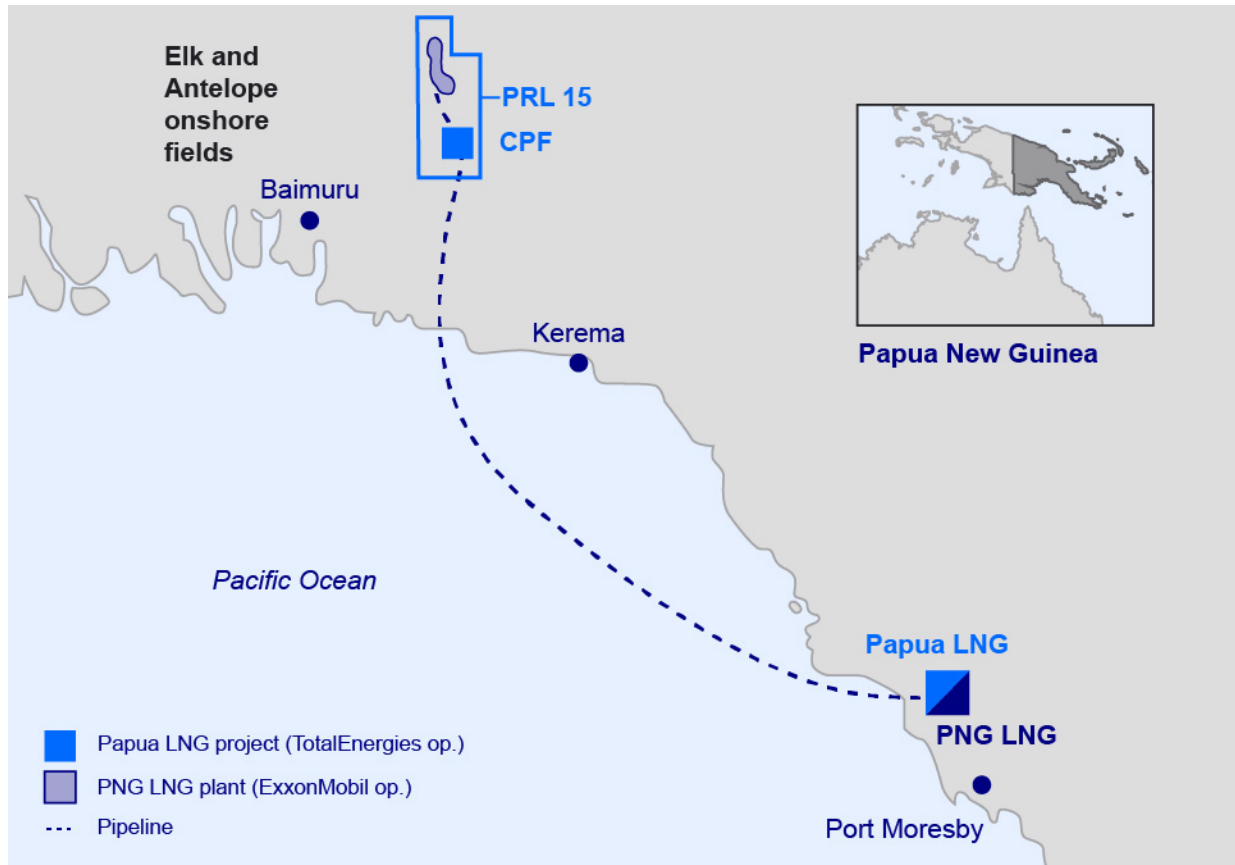 Elk and
Antelope
onshore
fields
PRL 15
CPF
Baimuru
Kerema
Papua New Guinea
Pacific Ocean
Papua LNG
PNG LNG
Port Moresby
Papua LNG project (TotalEnergies op.)
PNG LNG plant (ExxonMobil op.)
Pipeline